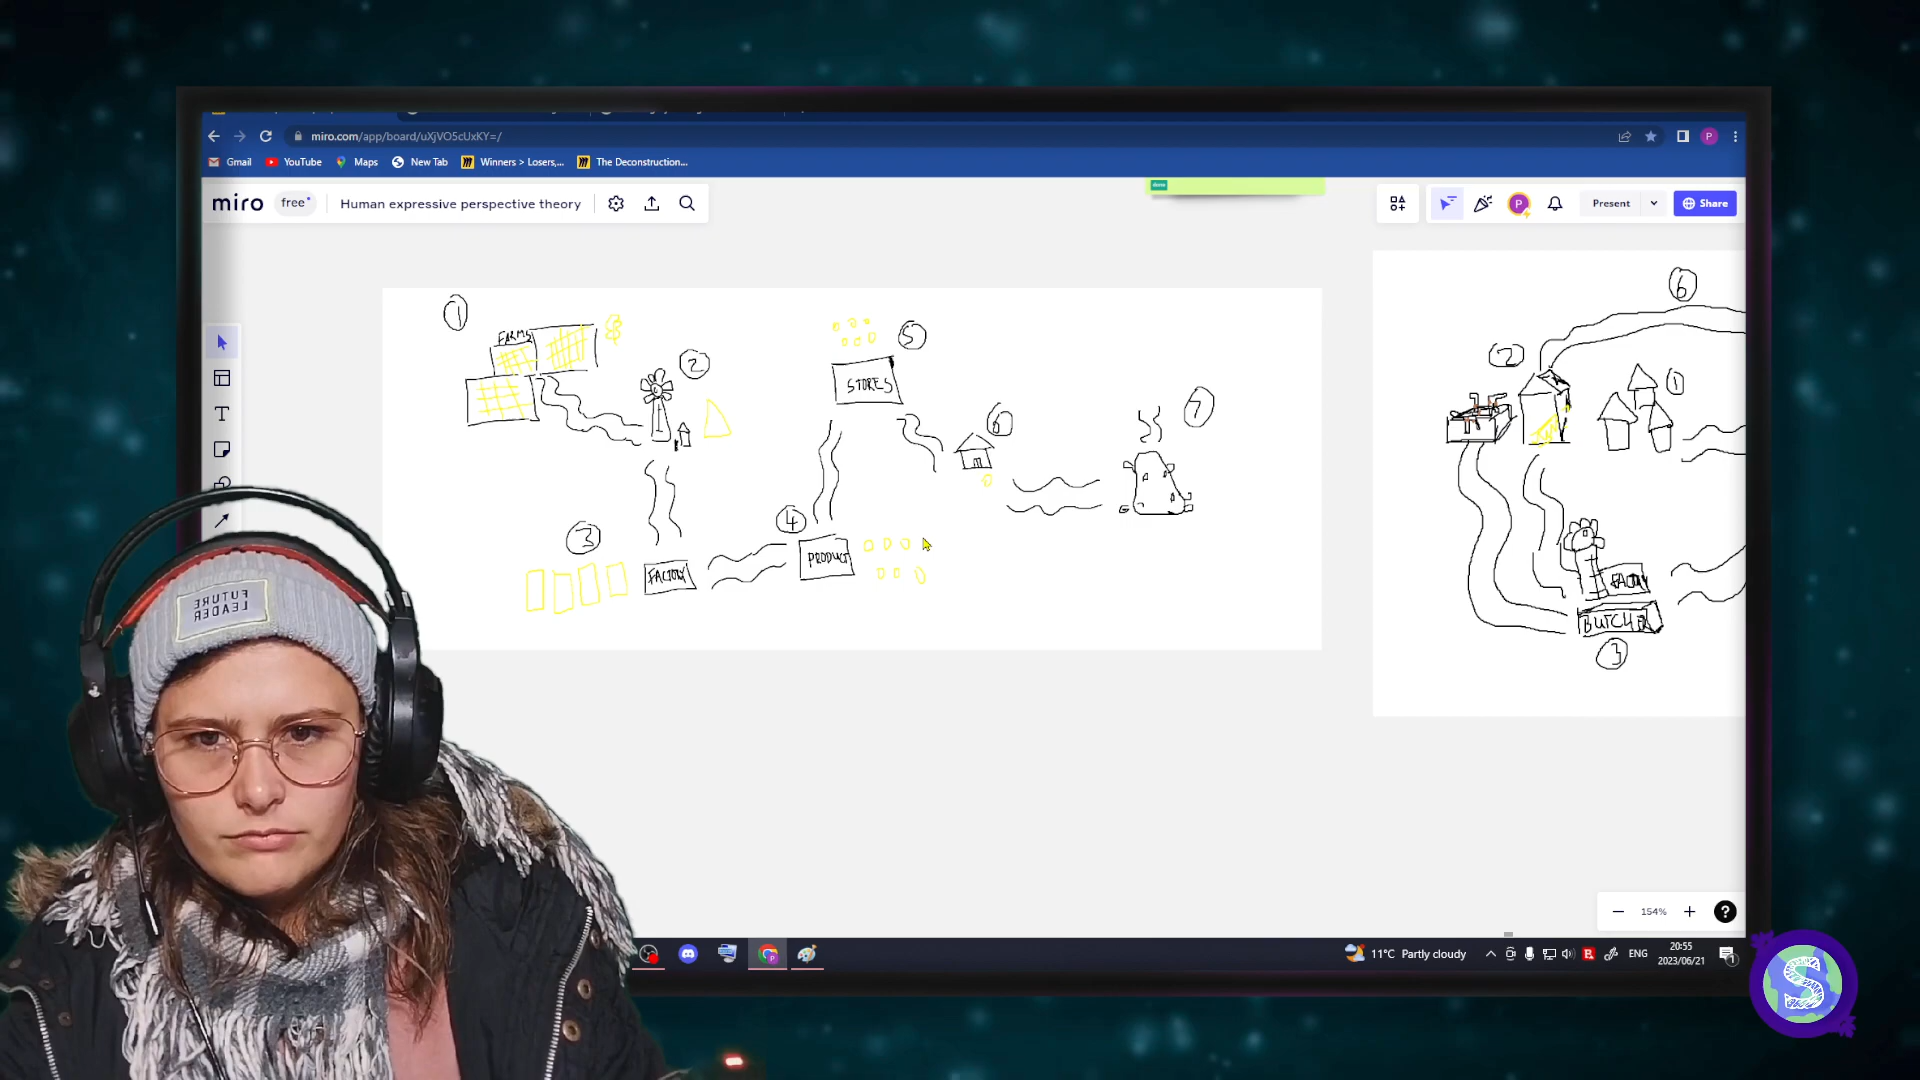 miro.com/app/board/uXjVO5cUxKY=/
Gmail
YouTube
Maps
New Tab
Winners > Losers,...
The Deconstruction...
miro
free
Human expressive perspective theory
done
Present
Share
1
FARMS
$
2
5
STORES
6
7
3
FACTORY
4
PRODUCT
6
2
1
FACTORY
BUTCHER
3
FUTURE
LEADER
154%
11°C Partly cloudy
ENG
20:55
2023/06/21
1
P
P
S